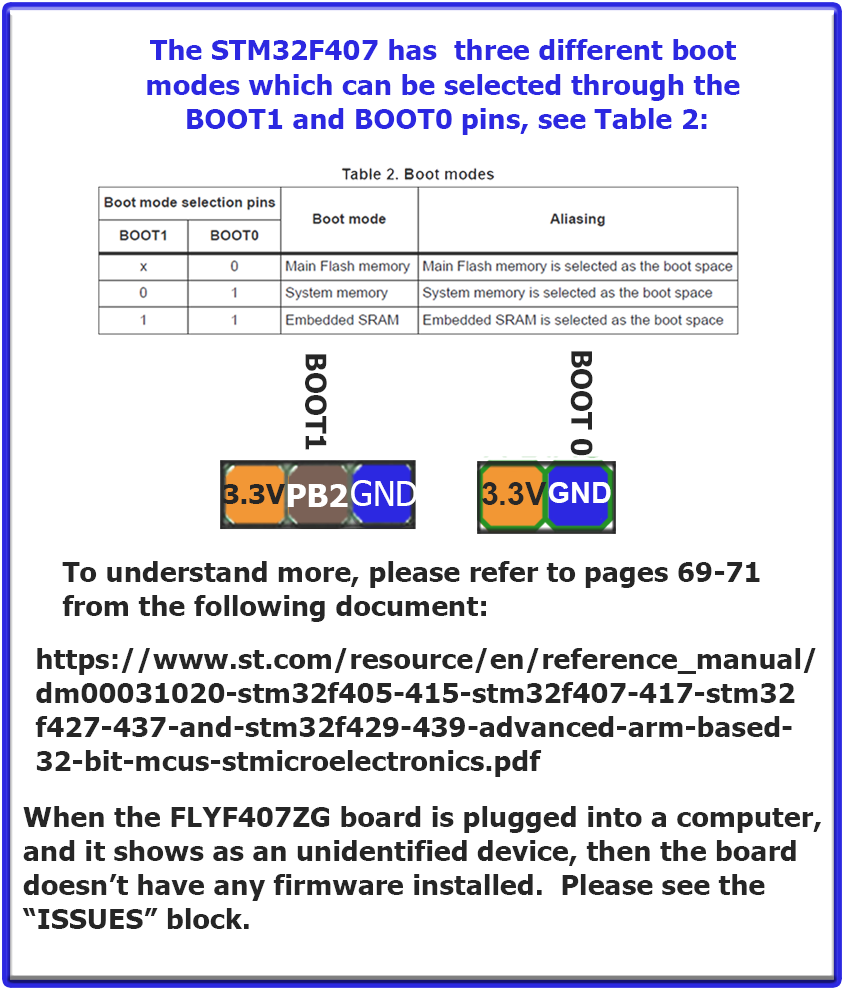 The STM32F407 has  three different boot
modes which can be selected through the
BOOT1 and BOOT0 pins, see Table 2:
Table 2. Boot modes
Boot mode selection pins
Boot mode
Aliasing
BOOT1
BOOT0
x 0 Main Flash memory Main Flash memory is selected as the boot space
0 1 System memory System memory is selected as the boot space
1 1 Embedded SRAM Embedded SRAM is selected as the boot space
BOOT1
BOOT 0
3.3V PB2 GND
3.3V GND
To understand more, please refer to pages 69-71
from the following document:
https://www.st.com/resource/en/reference_manual/
dm00031020-stm32f405-415-stm32f407-417-stm32
f427-437-and-stm32f429-439-advanced-arm-based-
32-bit-mcus-stmicroelectronics.pdf
When the FLYF407ZG board is plugged into a computer,
and it shows as an unidentified device, then the board
doesn’t have any firmware installed.  Please see the
“ISSUES” block.